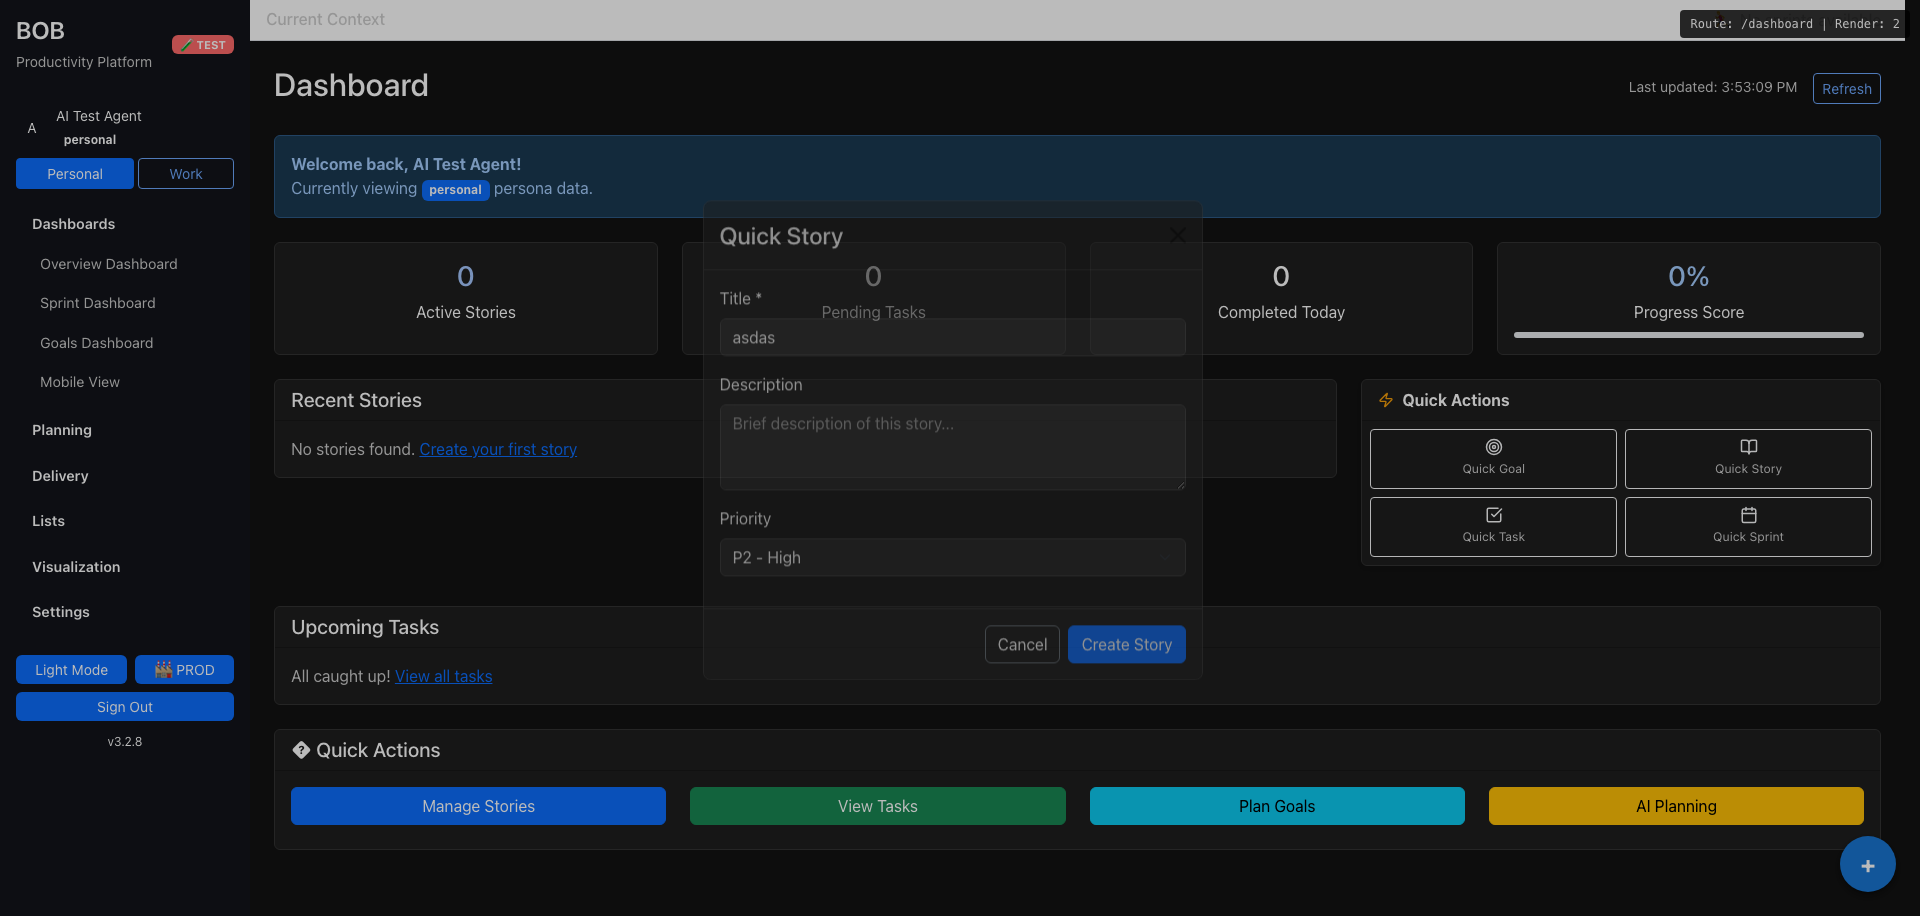 BOB
TEST
Productivity Platform
A
AI Test Agent
personal
Personal
Work
Dashboards
Overview Dashboard
Sprint Dashboard
Goals Dashboard
Mobile View
Planning
Delivery
Lists
Visualization
Settings
Light Mode
PROD
Sign Out
v3.2.8
Current Context
Route: /dashboard | Render: 2
Dashboard
Last updated: 3:53:09 PM
Refresh
Welcome back, AI Test Agent!
Currently viewing personal persona data.
0
Active Stories
0
Pending Tasks
0
Completed Today
0%
Progress Score
Quick Story
Title *
asdas
Description
Brief description of this story...
Priority
P2 - High
Cancel
Create Story
Recent Stories
No stories found. Create your first story
Quick Actions
Quick Goal
Quick Story
Quick Task
Quick Sprint
Upcoming Tasks
All caught up! View all tasks
? Quick Actions
Manage Stories
View Tasks
Plan Goals
AI Planning
+